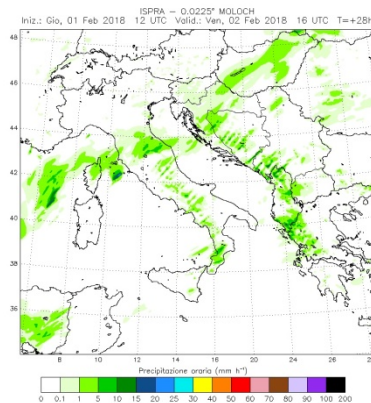 ISPRA – 0.0225° MOLOCH
Iniz.: Gio, 01 Feb 2018  12 UTC  Valid.: Ven, 02 Feb 2018  16 UTC  T=+28h
48
46
44
42
40
38
36
8 10 12 14 16 18 20 22 24 26 28
Precipitazione oraria (mm h⁻¹)
0 0.1 1 2 5 10 15 20 25 30 40 50 60 70 80 90 100 200